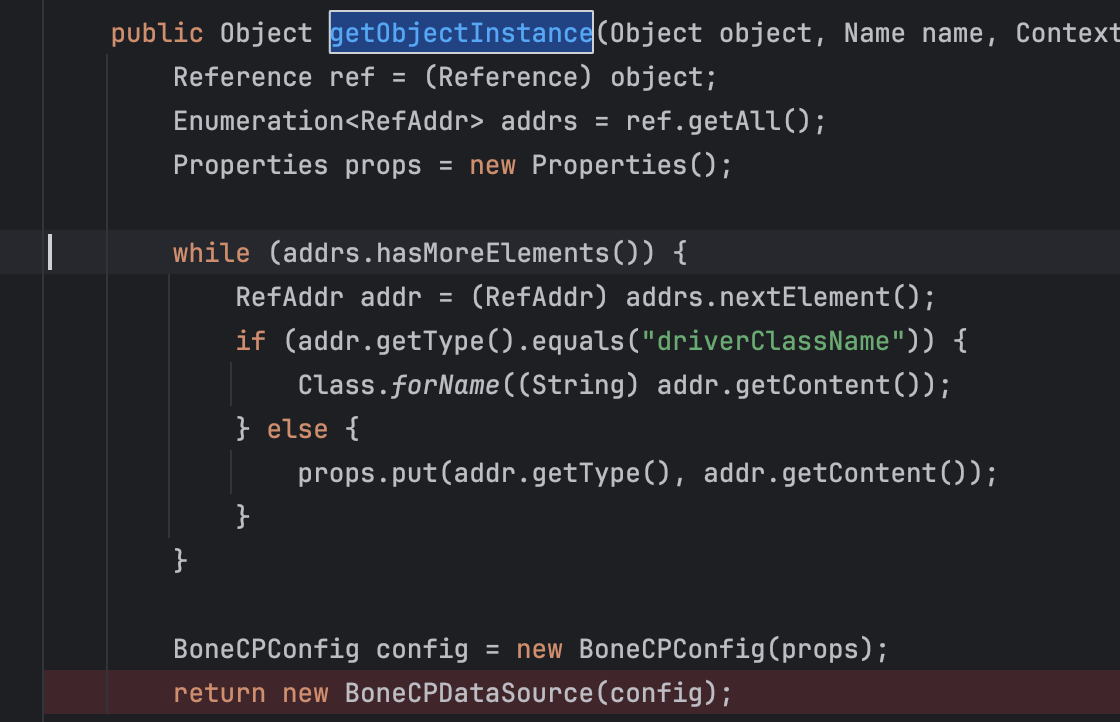 public Object getObjectInstance(Object object, Name name, Context
Reference ref = (Reference) object;
Enumeration<RefAddr> addrs = ref.getAll();
Properties props = new Properties();
while (addrs.hasMoreElements()) {
RefAddr addr = (RefAddr) addrs.nextElement();
if (addr.getType().equals("driverClassName")) {
Class.forName((String) addr.getContent());
} else {
props.put(addr.getType(), addr.getContent());
}
}
BoneCPConfig config = new BoneCPConfig(props);
return new BoneCPDataSource(config);